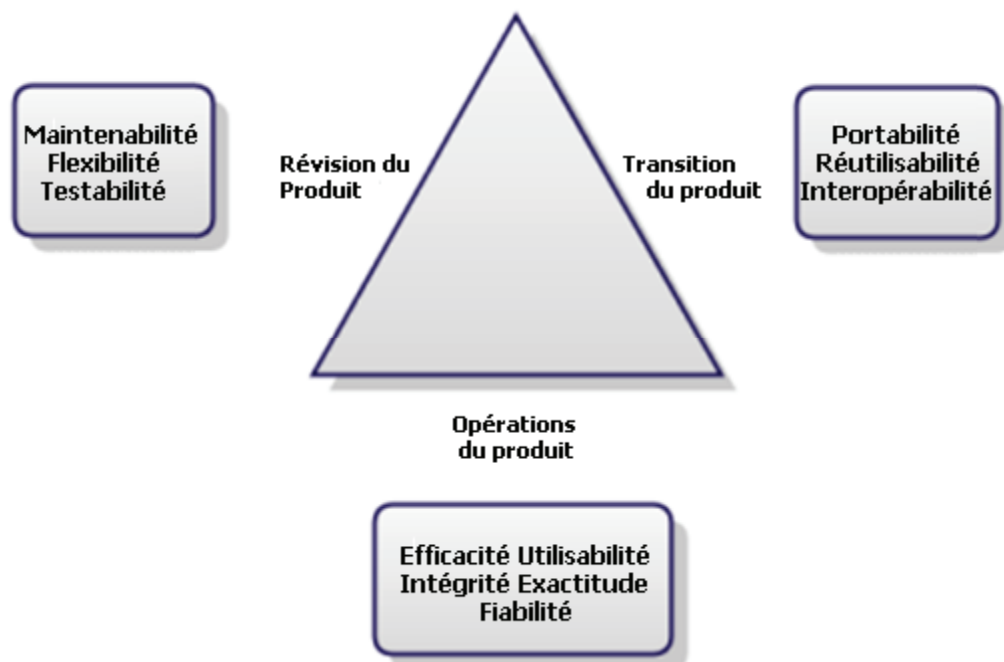 Maintenabilité
Flexibilité
Testabilité
Révision du
Produit
Transition
du produit
Portabilité
Réutilisabilité
Interopérabilité
Opérations
du produit
Efficacité Utilisabilité
Intégrité Exactitude
Fiabilité